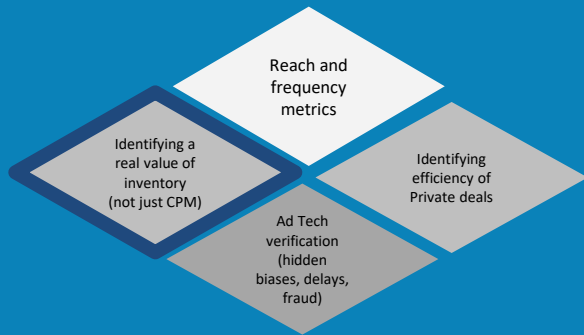 Reach and
frequency
metrics
Identifying a
real value of
inventory
(not just CPM)
Identifying
efficiency of
Private deals
Ad Tech
verification
(hidden
biases, delays,
fraud)